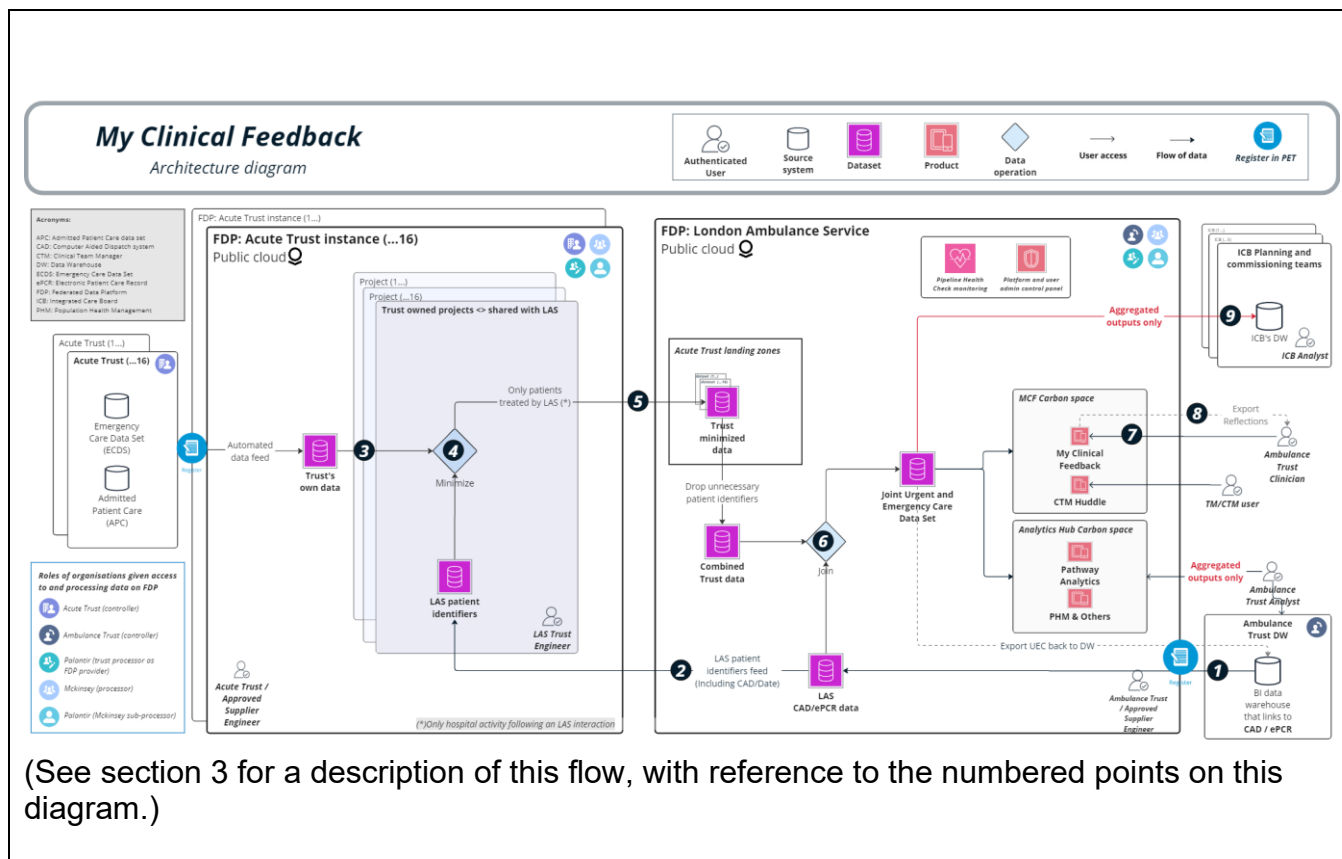 My Clinical Feedback
Architecture diagram
Authenticated
User
Source
system
Dataset
Product
Data
operation
User access
Flow of data
Register in PET
Acronyms:
APC: Admitted Patient Care data set
CAD: Computer Aided Dispatch system
CTM: Clinical Team Manager
DW: Data Warehouse
ECDS: Emergency Care Data Set
ePCR: Electronic Patient Care Record
FDP: Federated Data Platform
ICB: Integrated Care Board
PHM: Population Health Management
Acute Trust (1...)
Acute Trust (...16)
Emergency
Care Data Set
(ECDS)
Admitted
Patient Care
(APC)
Register
Roles of organisations given access
to and processing data on FDP
Acute Trust (controller)
Ambulance Trust (controller)
Palantir (trust processor as
FDP provider)
Mckinsey (processor)
Palantir (Mckinsey sub-processor)
FDP: Acute Trust instance (1...)
FDP: Acute Trust instance (...16)
Public cloud
Automated
data feed
Trust's
own data
Project (1...)
Project (...16)
Trust owned projects <> shared with LAS
3
4
Minimize
Only patients
treated by LAS (*)
LAS patient
identifiers
LAS Trust
Engineer
Acute Trust /
Approved
Supplier
Engineer
(*)Only hospital activity following an LAS interaction
5
2
FDP: London Ambulance Service
Public cloud
Pipeline Health
Check monitoring
Platform and user
admin control panel
Acute Trust landing zones
Trust
minimized
data
Drop unnecessary
patient identifiers
Combined
Trust data
6
Join
Joint Urgent and
Emergency Care
Data Set
LAS patient
identifiers feed
(Including CAD/Date)
LAS
CAD/ePCR data
Aggregated
outputs only
MCF Carbon space
My Clinical
Feedback
CTM Huddle
Analytics Hub Carbon space
Pathway
Analytics
PHM & Others
Export UEC back to DW
Ambulance Trust
/ Approved
Supplier
Engineer
Register
1
7
8
Export
Reflections
Ambulance
Trust
Clinician
TM/CTM user
Aggregated
outputs only
Ambulance
Trust Analyst
Ambulance
Trust DW
BI data
warehouse
that links to
CAD / ePCR
ICB Planning and
commissioning teams
9
ICB's DW
ICB Analyst
(See section 3 for a description of this flow, with reference to the numbered points on this
diagram.)